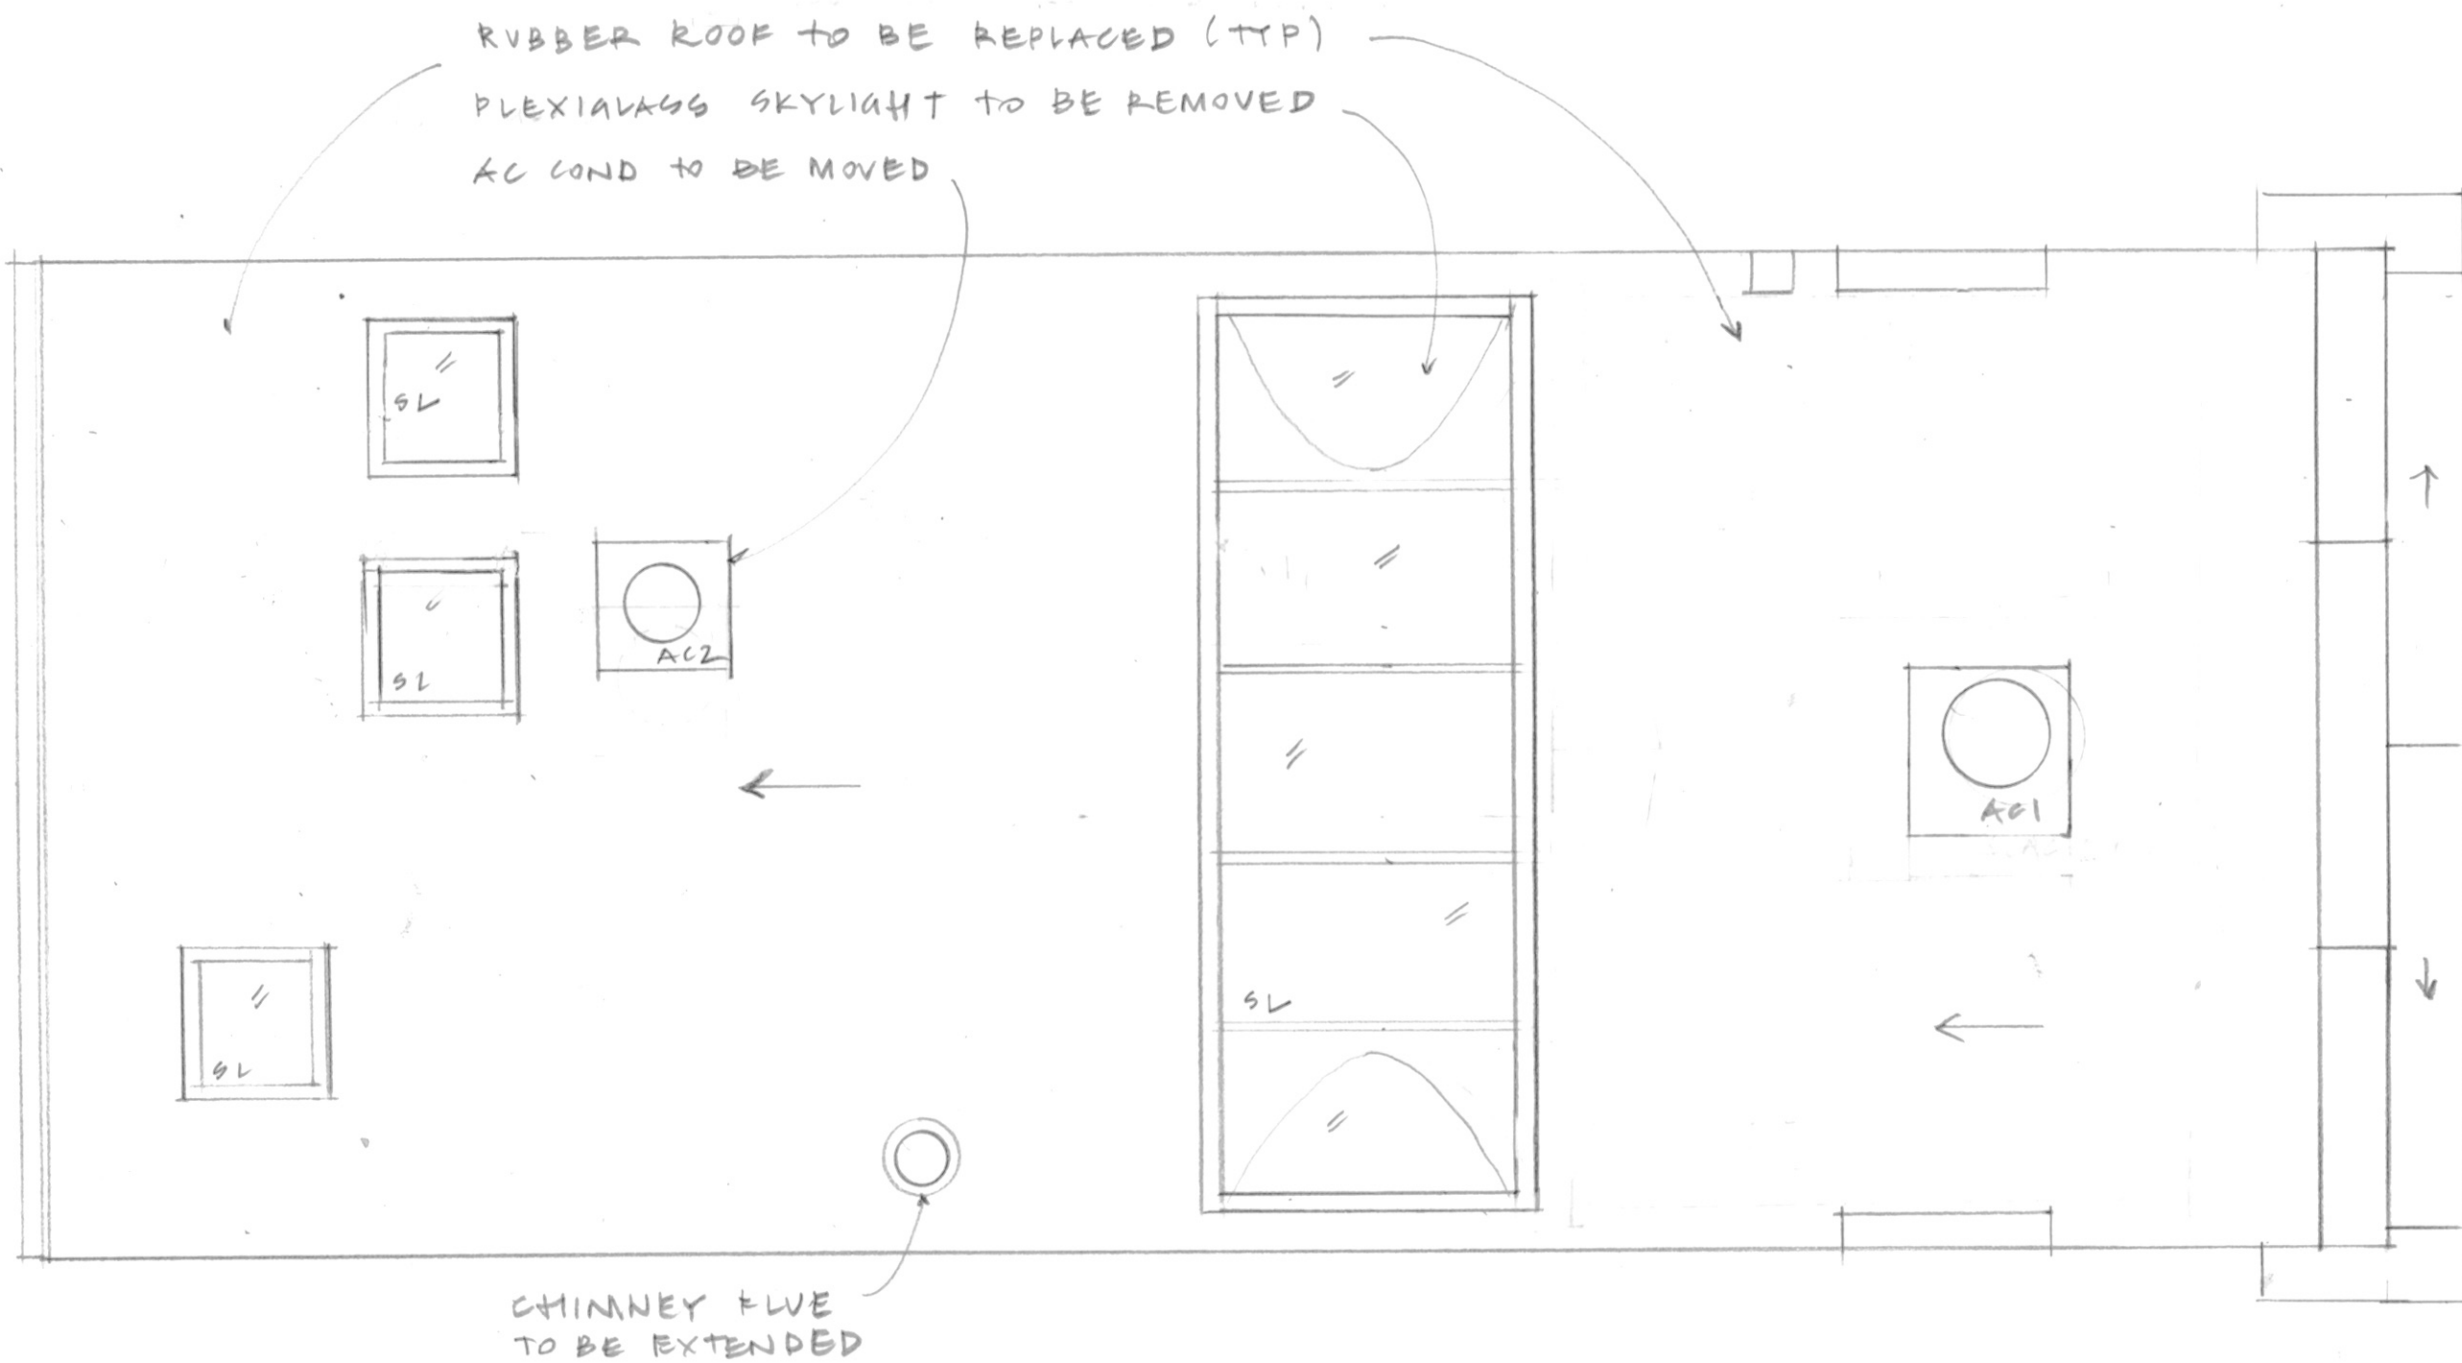 RUBBER ROOF TO BE REPLACED (TYP)
PLEXIGLASS SKYLIGHT TO BE REMOVED
AC COND TO BE MOVED
SL
SL
AC2
AC1
SL
SL
CHIMNEY FLUE
TO BE EXTENDED